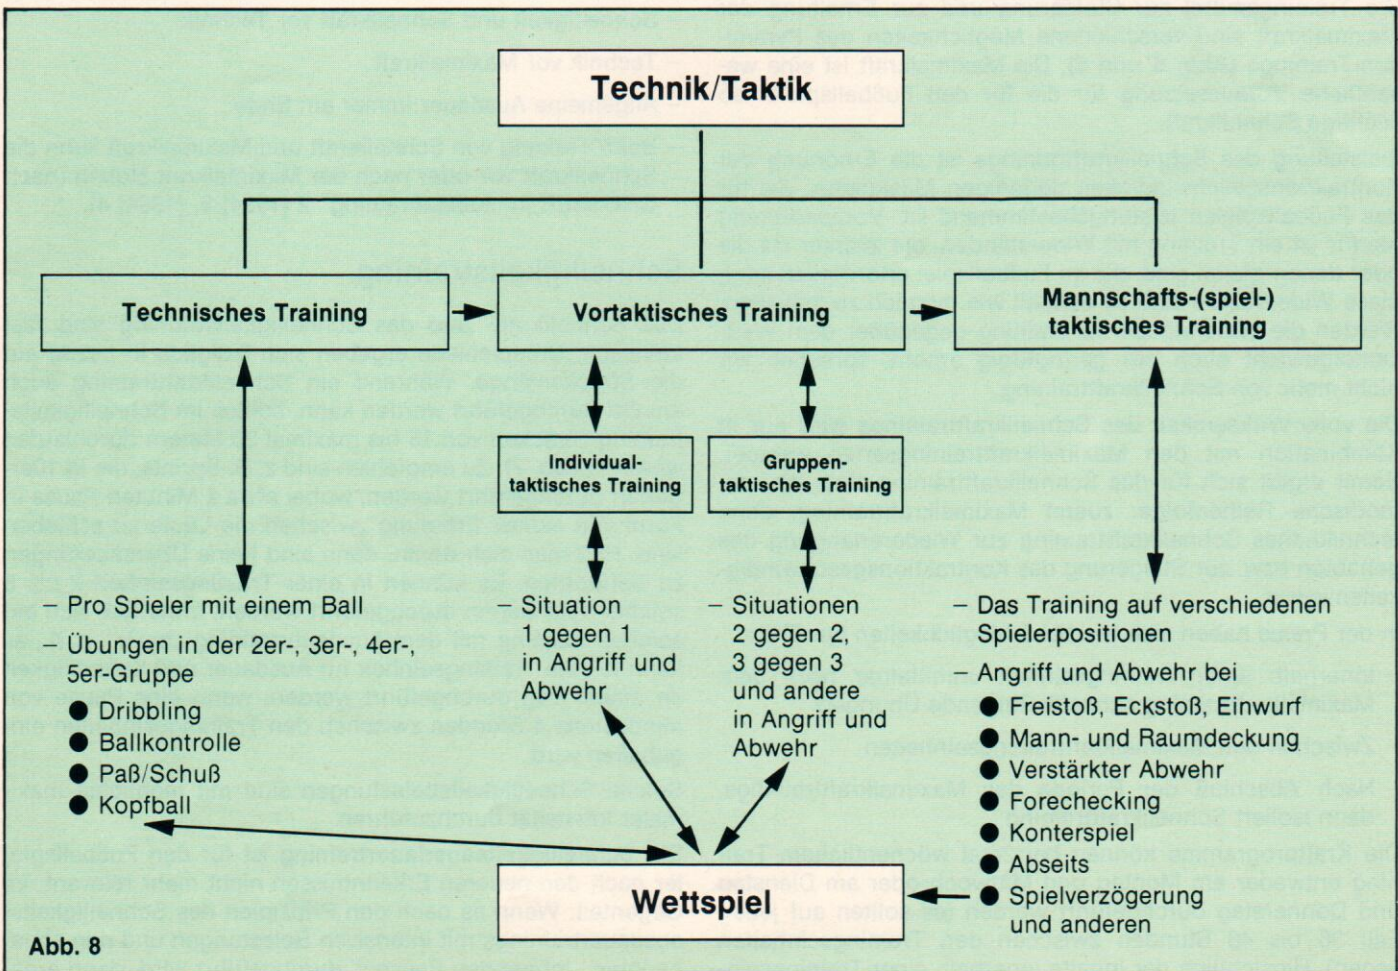 Technik/Taktik
Technisches Training
Vortaktisches Training
Mannschafts-(spiel-)
taktisches Training
Individual-
taktisches Training
Gruppen-
taktisches Training
– Pro Spieler mit einem Ball
– Übungen in der 2er-, 3er-, 4er-,
5er-Gruppe
● Dribbling
● Ballkontrolle
● Paß/Schuß
● Kopfball
Situation
1 gegen 1
in Angriff und
Abwehr
Situationen
2 gegen 2,
3 gegen 3
und andere
in Angriff und
Abwehr
– Das Training auf verschiedenen
Spielerpositionen
– Angriff und Abwehr bei
● Freistoß, Eckstoß, Einwurf
● Mann- und Raumdeckung
● Verstärkter Abwehr
● Forechecking
● Konterspiel
● Abseits
● Spielverzögerung
und anderen
Wettspiel
Abb. 8